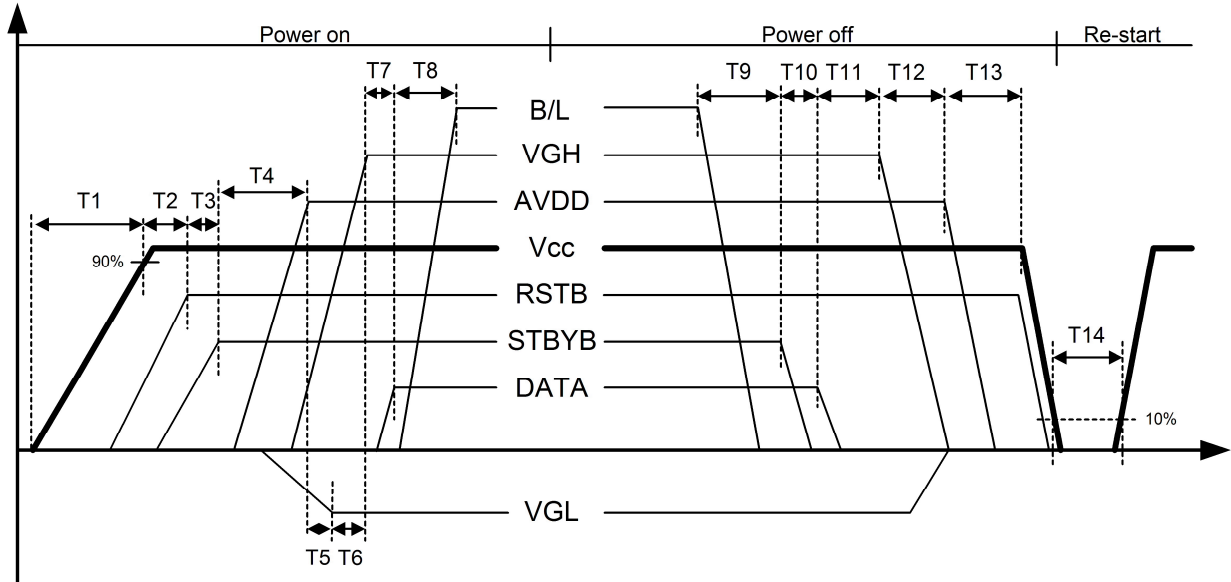 Power on Power off Re-start
T7 T8 T9 T10 T11 T12 T13
B/L
VGH
T4
T1 T2 T3 AVDD
Vcc
90%
RSTB
STBYB T14
DATA
10%
VGL
T5 T6